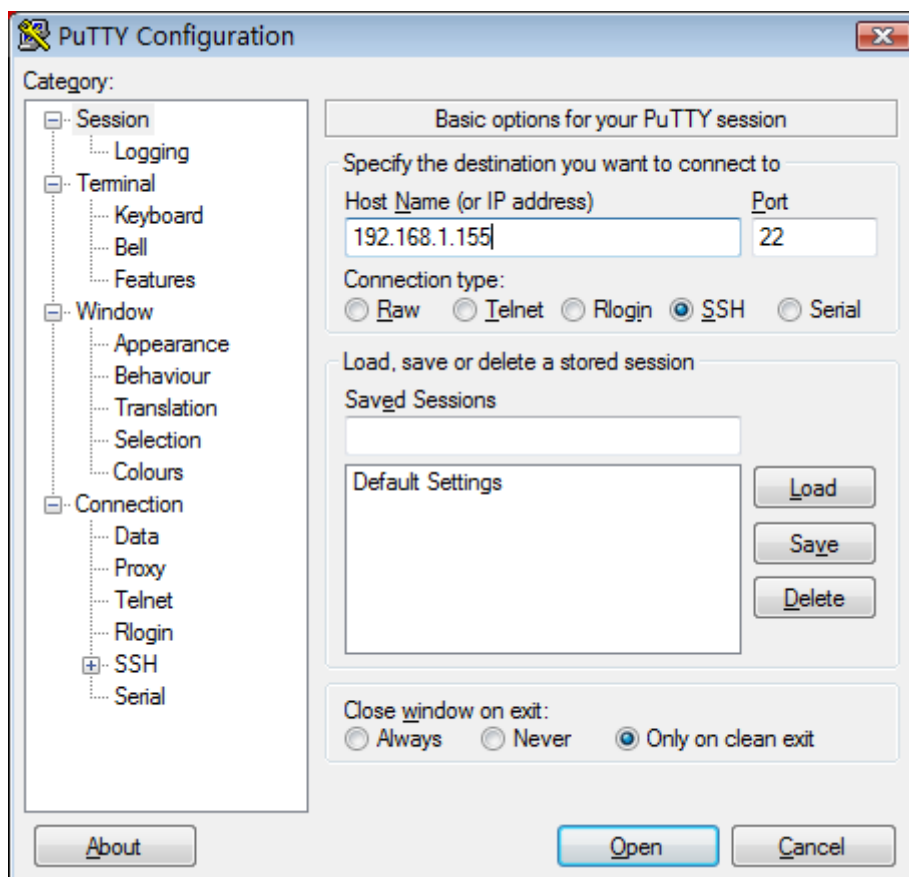 PuTTY Configuration
Category:
Session
Logging
Terminal
Keyboard
Bell
Features
Window
Appearance
Behaviour
Translation
Selection
Colours
Connection
Data
Proxy
Telnet
Rlogin
SSH
Serial
Basic options for your PuTTY session
Specify the destination you want to connect to
Host Name (or IP address) Port
192.168.1.155 22
Connection type:
Raw Telnet Rlogin SSH Serial
Load, save or delete a stored session
Saved Sessions
Default Settings
Load
Save
Delete
Close window on exit:
Always Never Only on clean exit
About Open Cancel